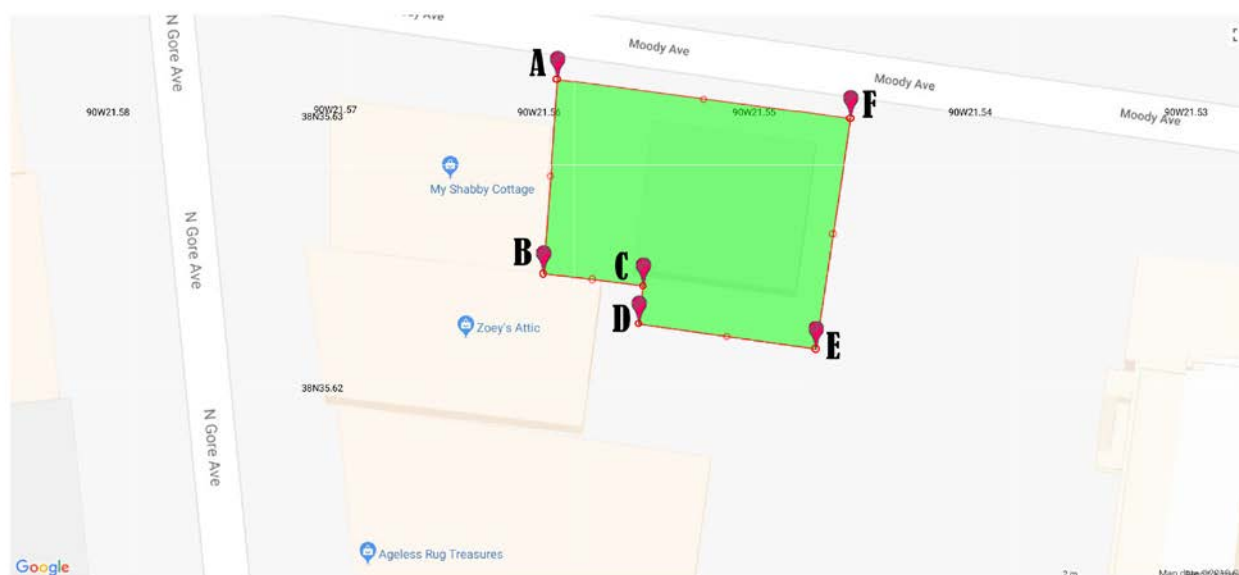 Ave
N Gore Ave
Moody Ave
A
Moody Ave
F
Moody Ave
90W21.58
90W21.57
90W21.56
90W21.55
90W21.54
90W21.53
38N35.63
My Shabby Cottage
N Gore Ave
B
C
D
Zoey's Attic
E
38N35.62
N Gore Ave
Ageless Rug Treasures
Google
2 m